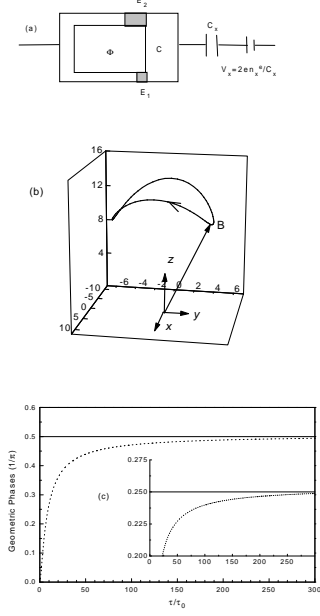 E2
(a)
Φ
C
Cx
Vx=2enx^g/Cx
E1
(b)
16
12
8
4
-10
-5
0
5
10
-6 -4 -2 0 2 4 6
B
z
y
x
0.6
0.5
0.4
0.3
0.2
0.1
0.0
Geometric Phases (1/π)
0.275
0.250
0.225
0.200
(c)
0 50 100 150 200 250
0 50 100 150 200 250 300
τ/τ0